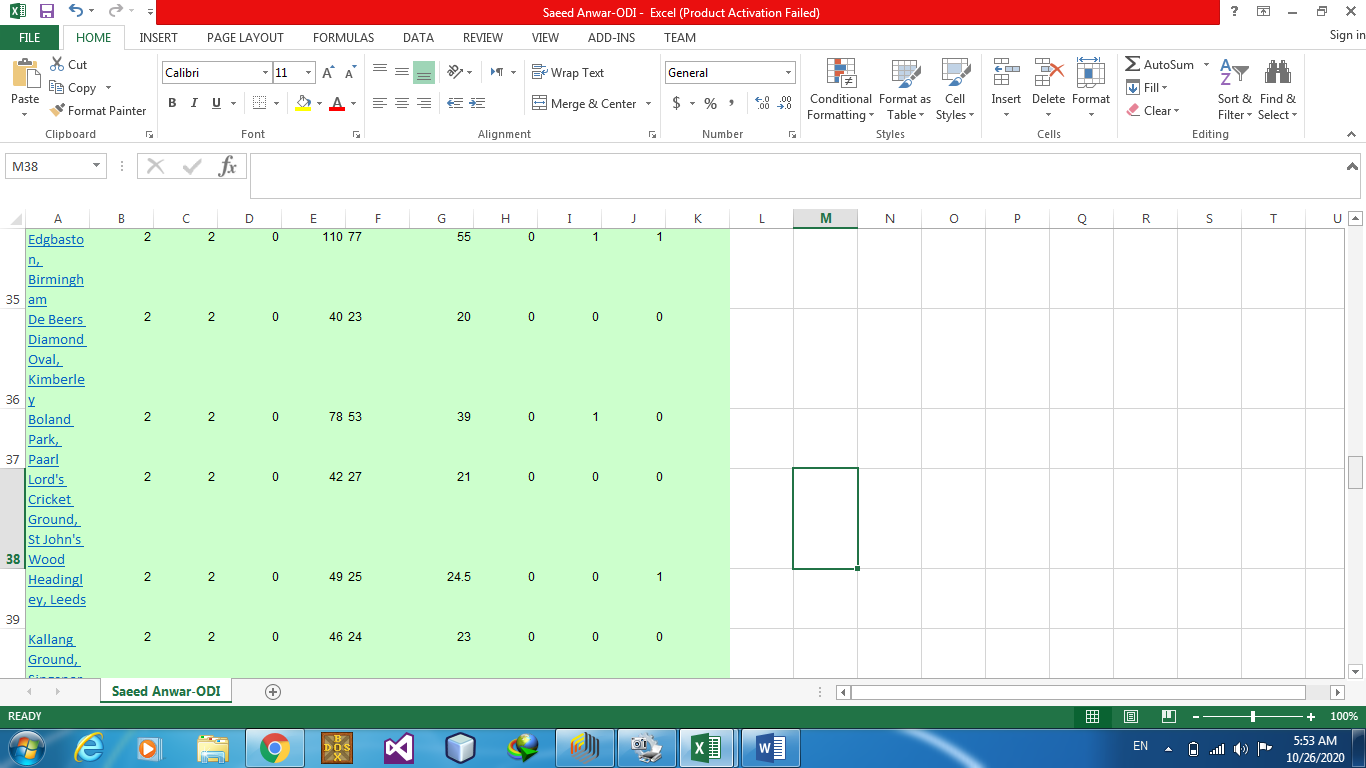 Saeed Anwar-ODI - Excel (Product Activation Failed)
FILE HOME INSERT PAGE LAYOUT FORMULAS DATA REVIEW VIEW ADD-INS TEAM Sign in
Paste
Cut
Copy
Format Painter
Clipboard
Calibri 11
B I U
Font
Wrap Text
Merge & Center
Alignment
General
$ % ,
Number
Conditional Formatting
Format as Table
Cell Styles
Styles
Insert Delete Format
Cells
AutoSum
Fill
Clear
Sort & Filter
Find & Select
Editing
M38 fx
A B C D E F G H I J K L M N O P Q R S T U
35 Edgbaston, Birmingham 2 2 0 110 77 55 0 1 1
36 De Beers Diamond Oval, Kimberley 2 2 0 40 23 20 0 0 0
37 Boland Park, Paarl 2 2 0 78 53 39 0 1 0
38 Lord's Cricket Ground, St John's Wood 2 2 0 42 27 21 0 0 0
39 Headingley, Leeds 2 2 0 49 25 24.5 0 0 1
Kallang Ground, 2 2 0 46 24 23 0 0 0
Saeed Anwar-ODI
READY 100%
EN 5:53 AM
10/26/2020